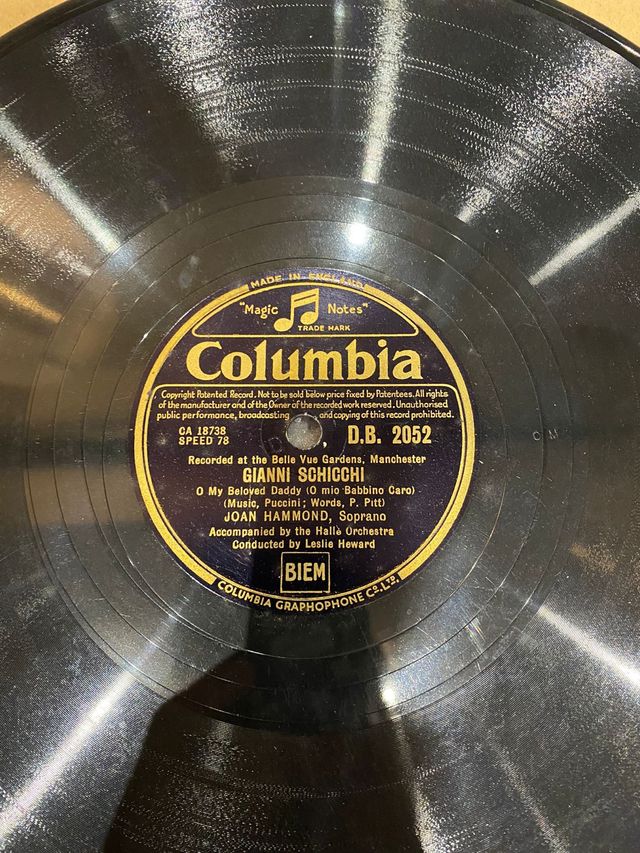 MADE IN ENGLAND
"Magic Notes"
TRADE MARK
Columbia
Copyright Patented Record. Not to be sold below price fixed by Patentees. All rights
of the manufacturer and of the Owner of the recorded work reserved. Unauthorised
public performance, broadcasting and copying of this record prohibited.
CA 18738
SPEED 78
D.B. 2052
Recorded at the Belle Vue Gardens, Manchester
GIANNI SCHICCHI
O My Beloved Daddy (O mio Babbino Caro)
(Music, Puccini; Words, P. Pitt)
JOAN HAMMOND, Soprano
Accompanied by the Hallé Orchestra
Conducted by Leslie Heward
BIEM
COLUMBIA GRAPHOPHONE CO. LTD.